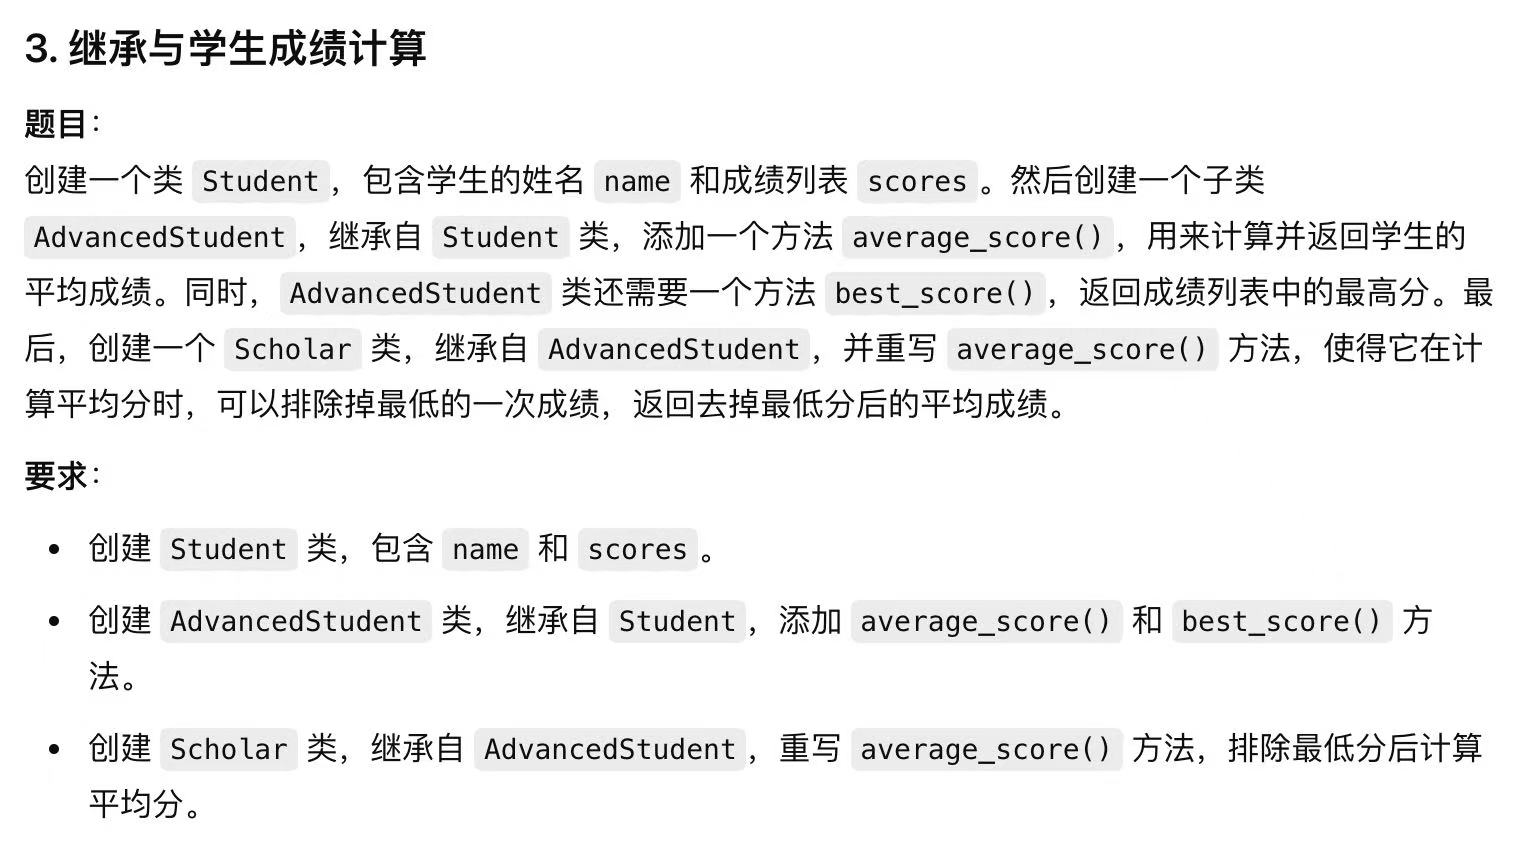 3. 继承与学生成绩计算
题目：
创建一个类 Student ，包含学生的姓名 name 和成绩列表 scores 。然后创建一个子类
AdvancedStudent ，继承自 Student 类，添加一个方法 average_score() ，用来计算并返回学生的
平均成绩。同时， AdvancedStudent 类还需要一个方法 best_score() ，返回成绩列表中的最高分。最
后，创建一个 Scholar 类，继承自 AdvancedStudent ，并重写 average_score() 方法，使得它在计
算平均分时，可以排除掉最低的一次成绩，返回去掉最低分后的平均成绩。
要求：
• 创建 Student 类，包含 name 和 scores 。
• 创建 AdvancedStudent 类，继承自 Student ，添加 average_score() 和 best_score() 方
法。
• 创建 Scholar 类，继承自 AdvancedStudent ，重写 average_score() 方法，排除最低分后计算
平均分。